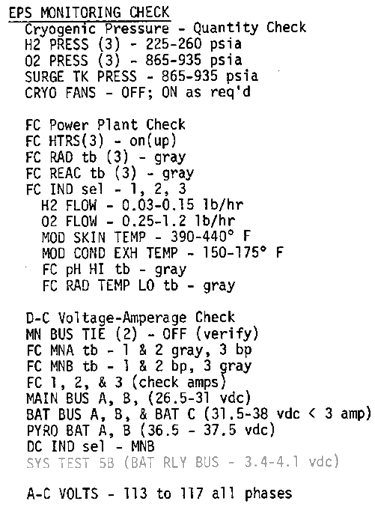 EPS MONITORING CHECK
Cryogenic Pressure - Quantity Check
H2 PRESS (3) - 225-260 psia
O2 PRESS (3) - 865-935 psia
SURGE TK PRESS - 865-935 psia
CRYO FANS - OFF; ON as req'd
FC Power Plant Check
FC HTRS(3) - on(up)
FC RAD tb (3) - gray
FC REAC tb (3) - gray
FC IND sel - 1, 2, 3
H2 FLOW - 0.03-0.15 lb/hr
O2 FLOW - 0.25-1.2 lb/hr
MOD SKIN TEMP - 390-440° F
MOD COND EXH TEMP - 150-175° F
FC pH HI tb - gray
FC RAD TEMP LO tb - gray
D-C Voltage-Amperage Check
MN BUS TIE (2) - OFF (verify)
FC MNA tb - 1 & 2 gray, 3 bp
FC MNB tb - 1 & 2 bp, 3 gray
FC 1, 2, & 3 (check amps)
MAIN BUS A, B, (26.5-31 vdc)
BAT BUS A, B, & BAT C (31.5-38 vdc < 3 amp)
PYRO BAT A, B (36.5 - 37.5 vdc)
DC IND sel - MNB
SYS TEST 5B (BAT RLY BUS - 3.4-4.1 vdc)
A-C VOLTS - 113 to 117 all phases